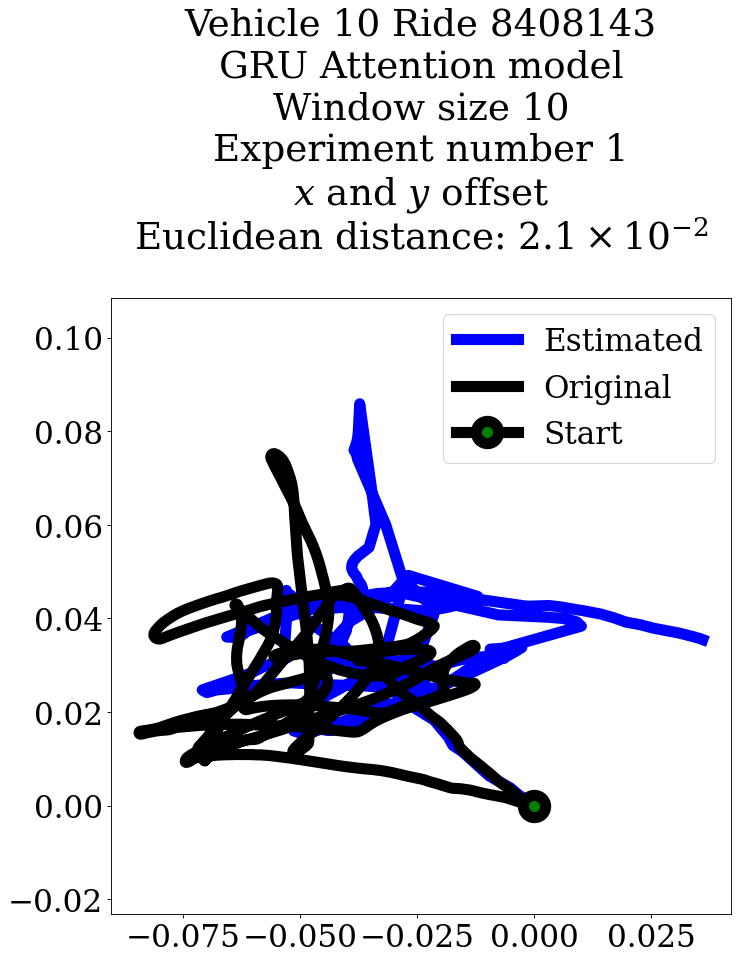 Vehicle 10 Ride 8408143
GRU Attention model
Window size 10
Experiment number 1
x and y offset
Euclidean distance: 2.1 × 10⁻²
Estimated
Original
Start
0.10
0.08
0.06
0.04
0.02
0.00
−0.02
−0.075 −0.050 −0.025 0.000 0.025